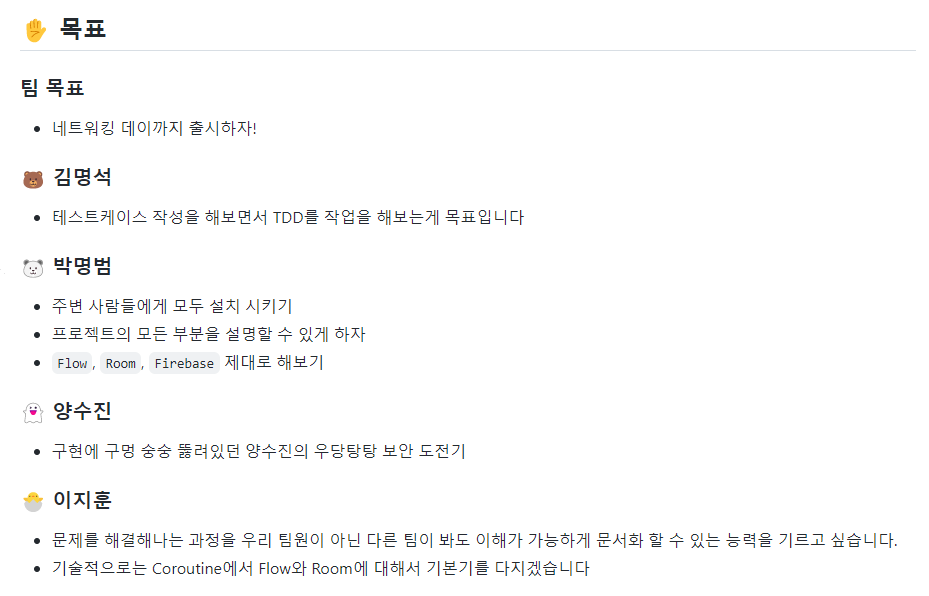 ✋ 목표
팀 목표
• 네트워킹 데이까지 출시하자!
🐻 김명석
• 테스트케이스 작성을 해보면서 TDD를 작업을 해보는게 목표입니다
🐻‍❄️ 박명범
• 주변 사람들에게 모두 설치 시키기
• 프로젝트의 모든 부분을 설명할 수 있게 하자
• Flow, Room, Firebase 제대로 해보기
👻 양수진
• 구현에 구멍 숭숭 뚫려있던 양수진의 우당탕탕 보안 도전기
🐣 이지훈
• 문제를 해결해나는 과정을 우리 팀원이 아닌 다른 팀이 봐도 이해가 가능하게 문서화 할 수 있는 능력을 기르고 싶습니다.
• 기술적으로는 Coroutine에서 Flow와 Room에 대해서 기본기를 다지겠습니다